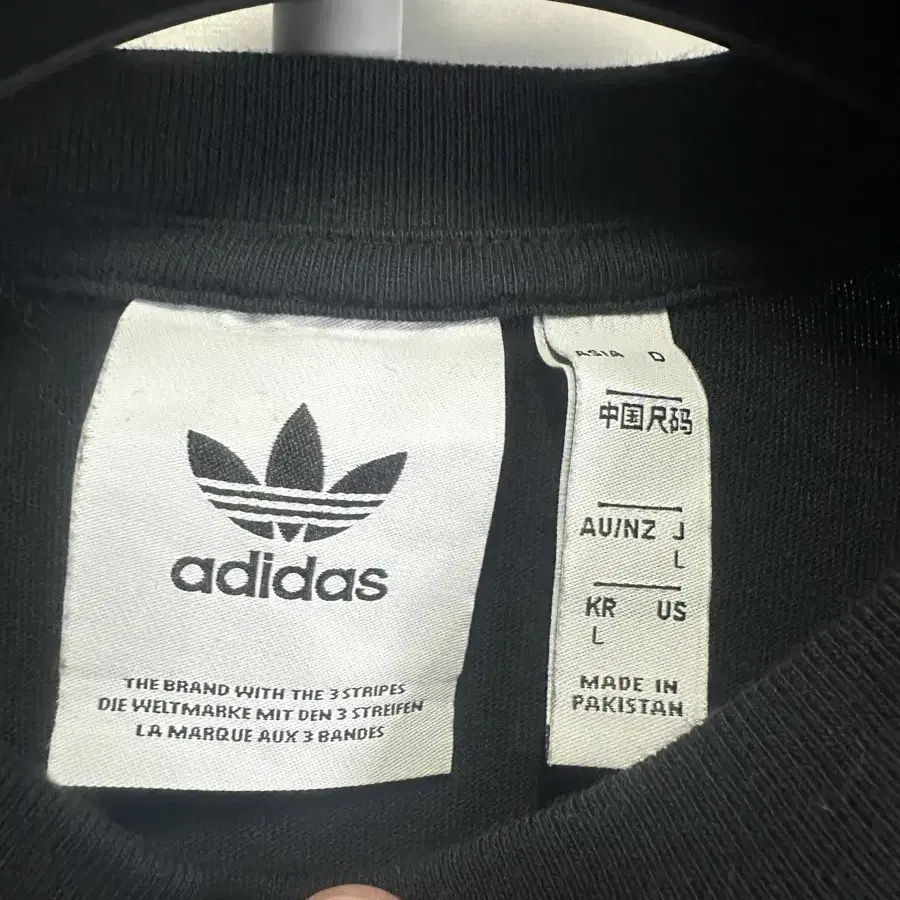 adidas
THE BRAND WITH THE 3 STRIPES
DIE WELTMARKE MIT DEN 3 STREIFEN
LA MARQUE AUX 3 BANDES
ASIA D
中国尺码
AU/NZ J
L
KR US
L
MADE IN
PAKISTAN